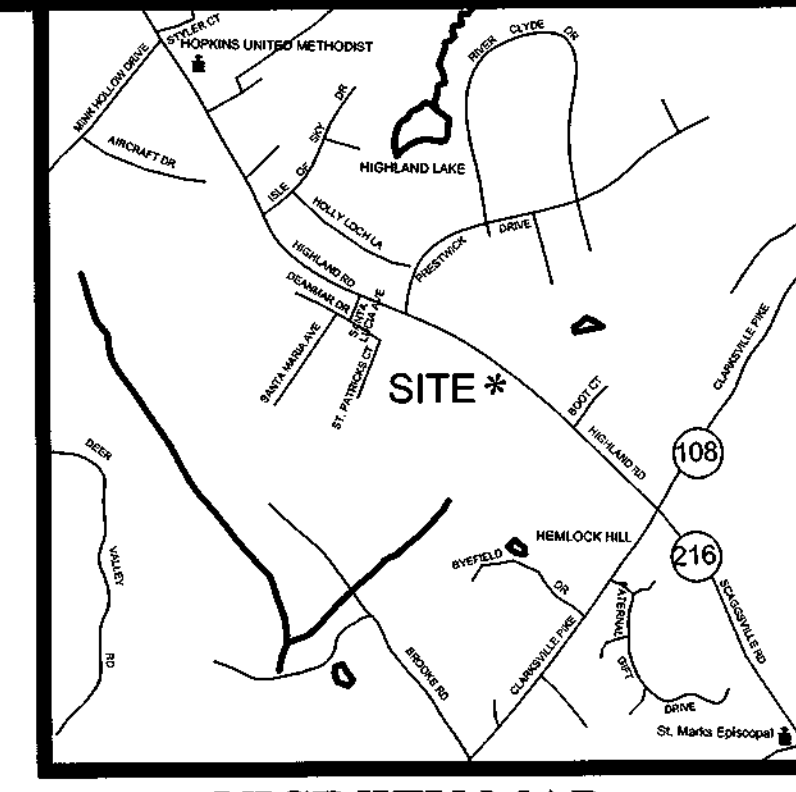 STYLER CT
HOPKINS UNITED METHODIST
MINK HOLLOW DRIVE
AIRCRAFT DR
RIVER CLYDE DR
ISLE OF SKY DR
HIGHLAND LAKE
HOLLY LOCH LA
PRESTWICK DRIVE
HIGHLAND RD
DEANMAR DR
SANTA
LUCIA AVE
SANTA MARIA AVE
ST. PATRICKS CT
SITE *
BOOT CT
CLARKSVILLE PIKE
HIGHLAND RD
108
DEER VALLEY RD
HEMLOCK HILL
216
BYEFIELD DR
SCAGGSVILLE RD
BROOKE RD
CLARKSVILLE PIKE
ATERNAL GIFT DRIVE
St. Marks Episcopal